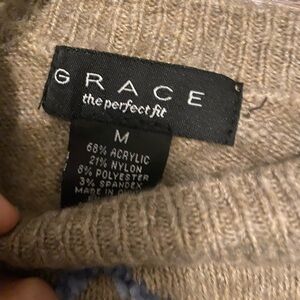 GRACE
the perfect fit
M
68% ACRYLIC
21% NYLON
8% POLYESTER
3% SPANDEX
MADE IN